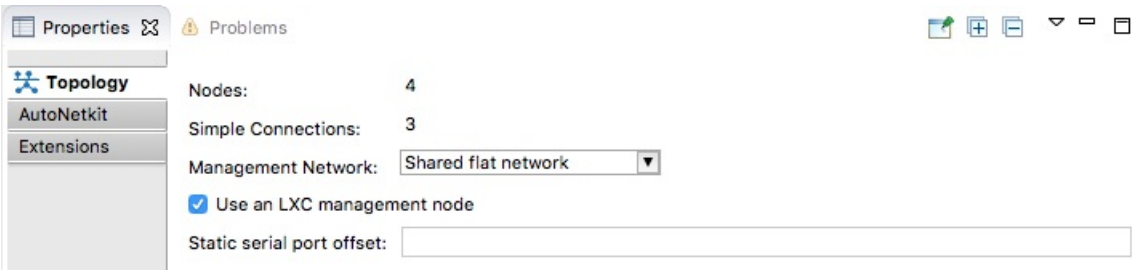 Properties
Problems
Topology
AutoNetkit
Extensions
Nodes: 4
Simple Connections: 3
Management Network: Shared flat network
Use an LXC management node
Static serial port offset: